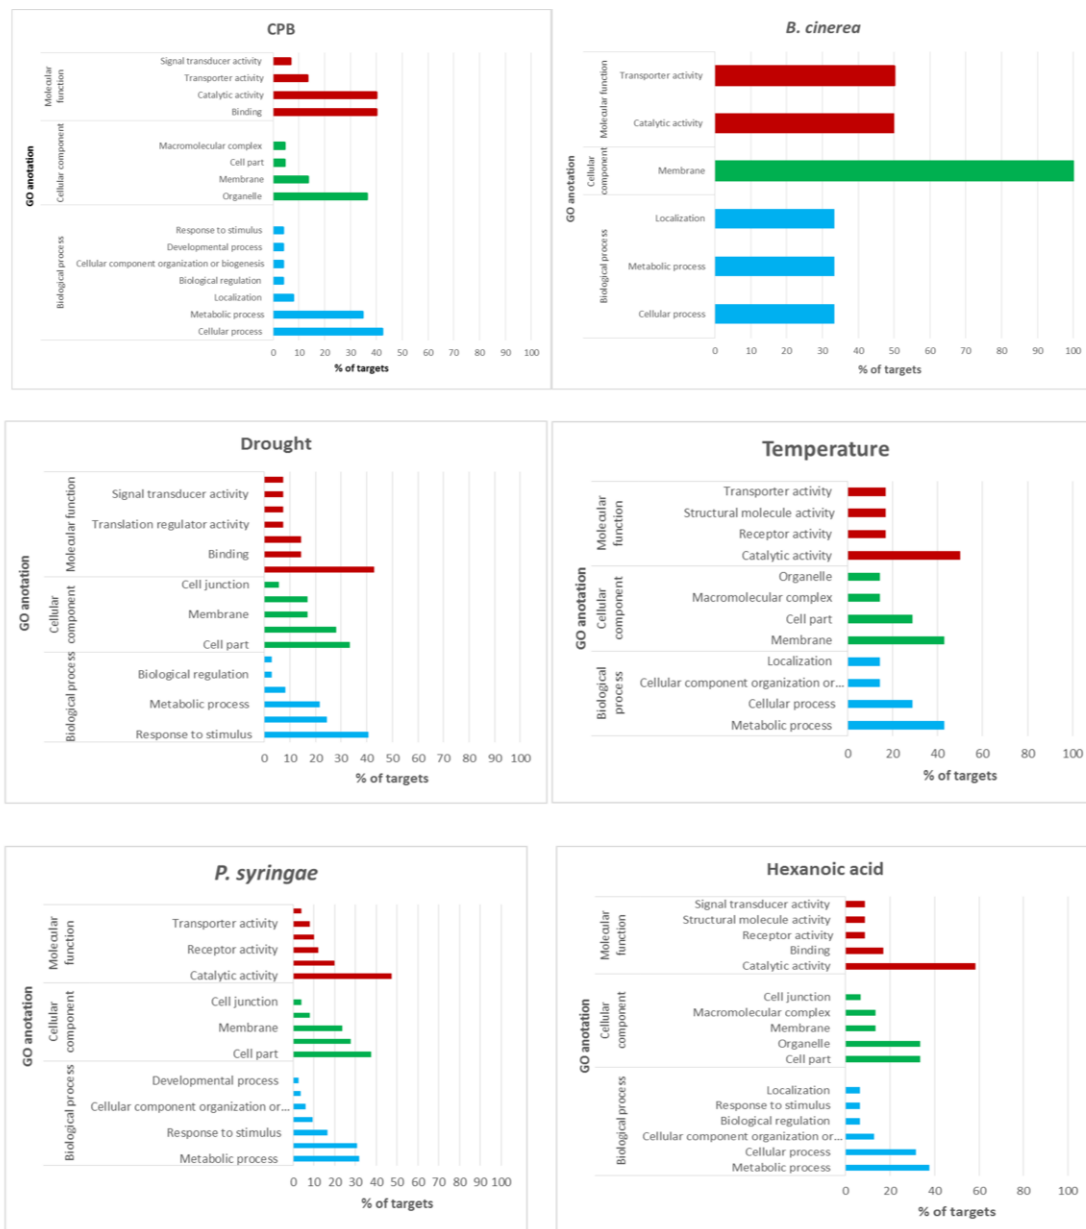 CPB
GO anotation
Molecular function
Signal transducer activity
Transporter activity
Catalytic activity
Binding
Cellular component
Macromolecular complex
Cell part
Membrane
Organelle
Biological process
Response to stimulus
Developmental process
Cellular component organization or biogenesis
Biological regulation
Localization
Metabolic process
Cellular process
0 10 20 30 40 50 60 70 80 90 100
% of targets
B. cinerea
GO anotation
Molecular function
Transporter activity
Catalytic activity
Cellular
component
Membrane
Biological process
Localization
Metabolic process
Cellular process
0 10 20 30 40 50 60 70 80 90 100
% of targets
Drought
GO anotation
Molecular function
Signal transducer activity
Translation regulator activity
Binding
Cellular
component
Cell junction
Membrane
Cell part
Biological process
Biological regulation
Metabolic process
Response to stimulus
0 10 20 30 40 50 60 70 80 90 100
% of targets
Temperature
GO anotation
Molecular
function
Transporter activity
Structural molecule activity
Receptor activity
Catalytic activity
Cellular
component
Organelle
Macromolecular complex
Cell part
Membrane
Biological
process
Localization
Cellular component organization or...
Cellular process
Metabolic process
0 20 40 60 80 100
% of targets
P. syringae
GO anotation
Molecular
function
Transporter activity
Receptor activity
Catalytic activity
Cellular
component
Cell junction
Membrane
Cell part
Biological process
Developmental process
Cellular component organization or...
Response to stimulus
Metabolic process
0 10 20 30 40 50 60 70 80 90 100
% of targets
Hexanoic acid
GO anotation
Molecular
function
Signal transducer activity
Structural molecule activity
Receptor activity
Binding
Catalytic activity
Cellular
component
Cell junction
Macromolecular complex
Membrane
Organelle
Cell part
Biological process
Localization
Response to stimulus
Biological regulation
Cellular component organization or...
Cellular process
Metabolic process
0 20 40 60 80 100
% of targets